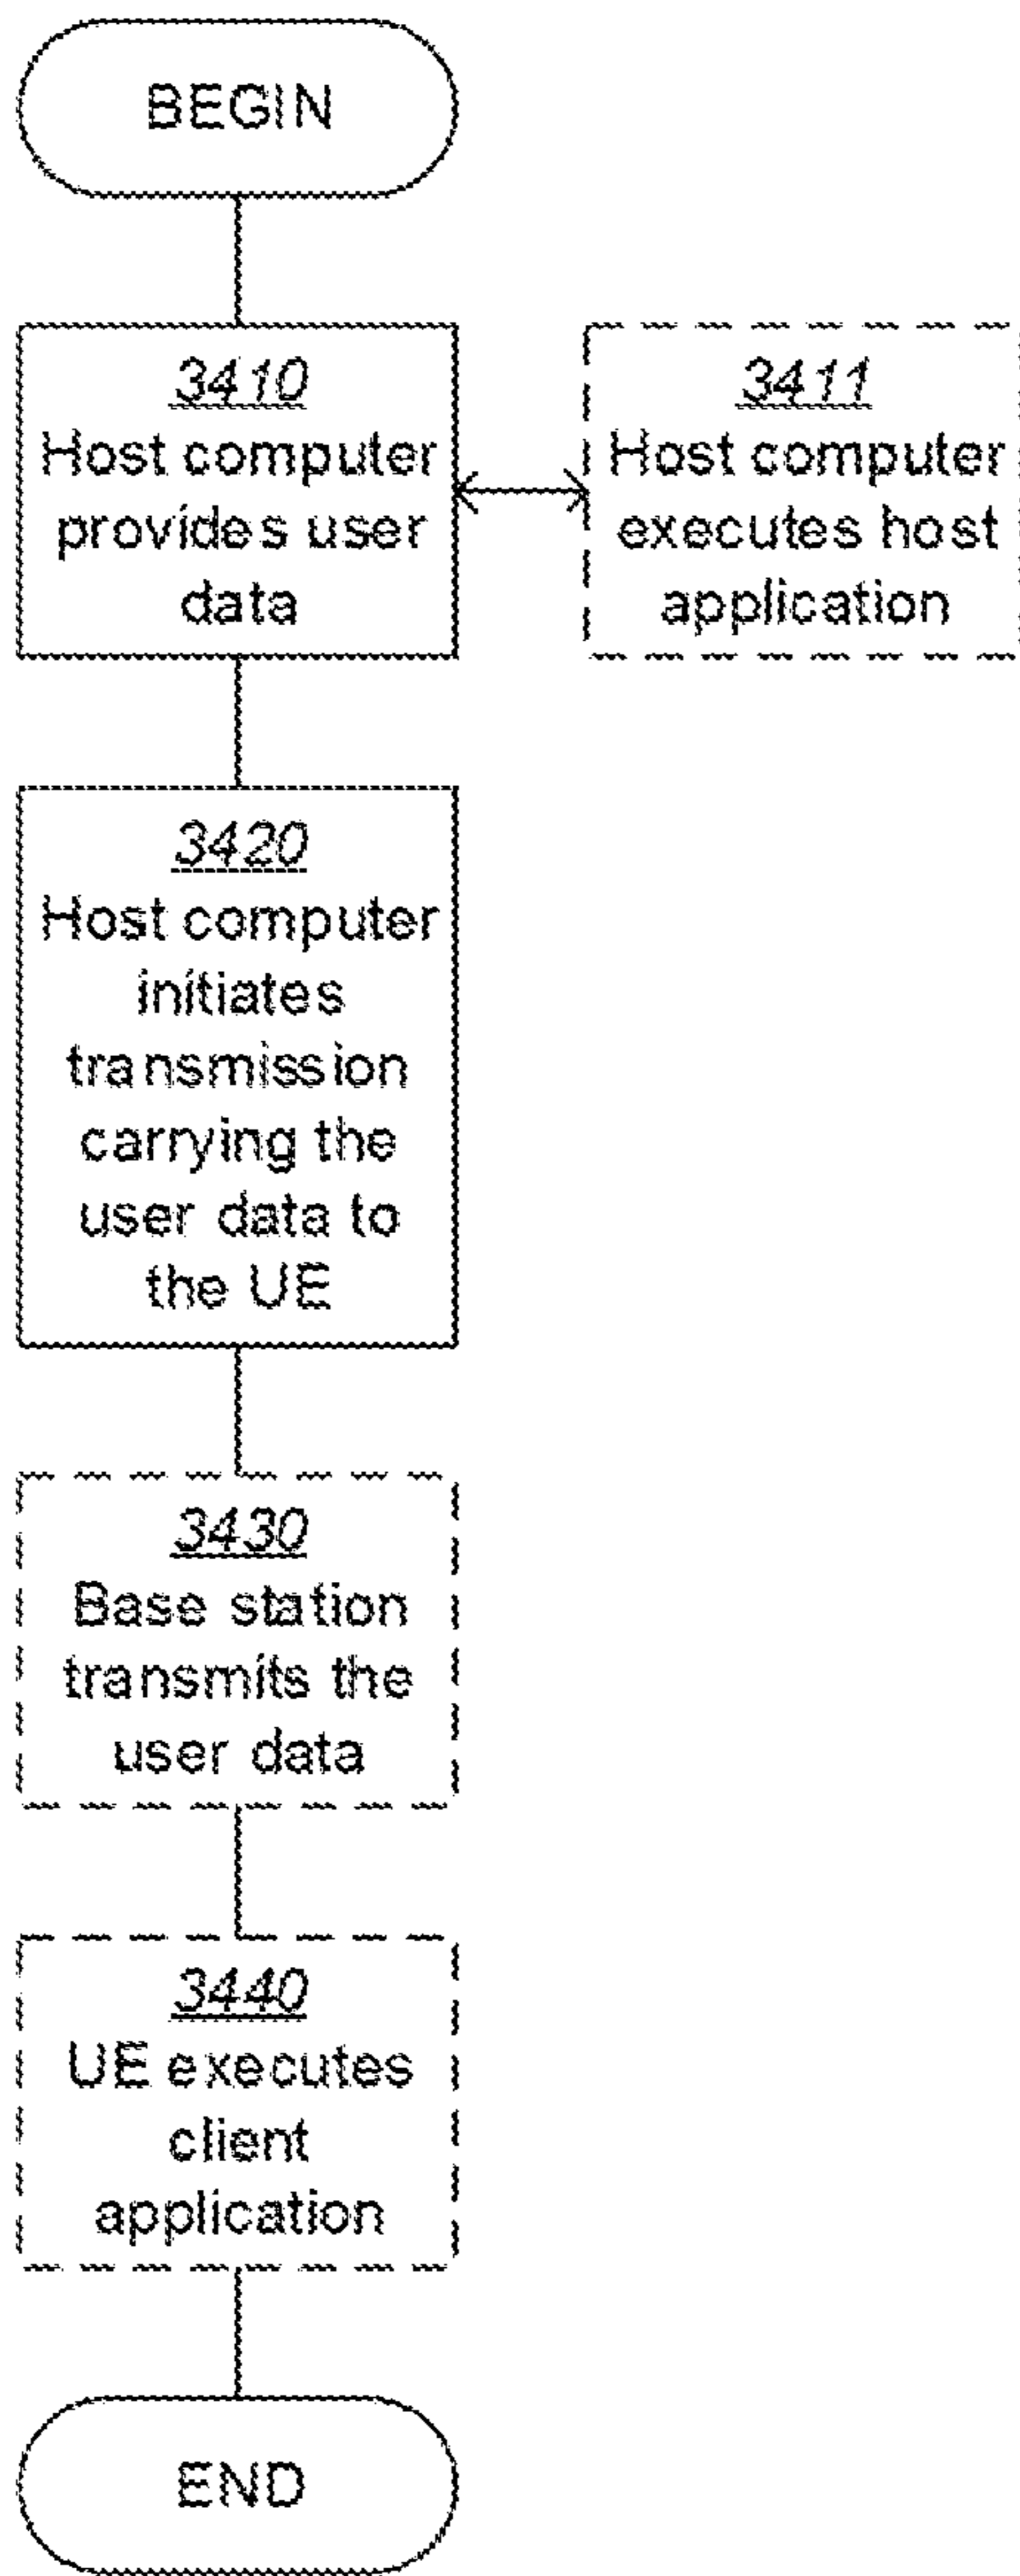 BEGIN
3410
Host computer
provides user
data
3411
Host computer
executes host
application
3420
Host computer
initiates
transmission
carrying the
user data to
the UE
3430
Base station
transmits the
user data
3440
UE executes
client
application
END